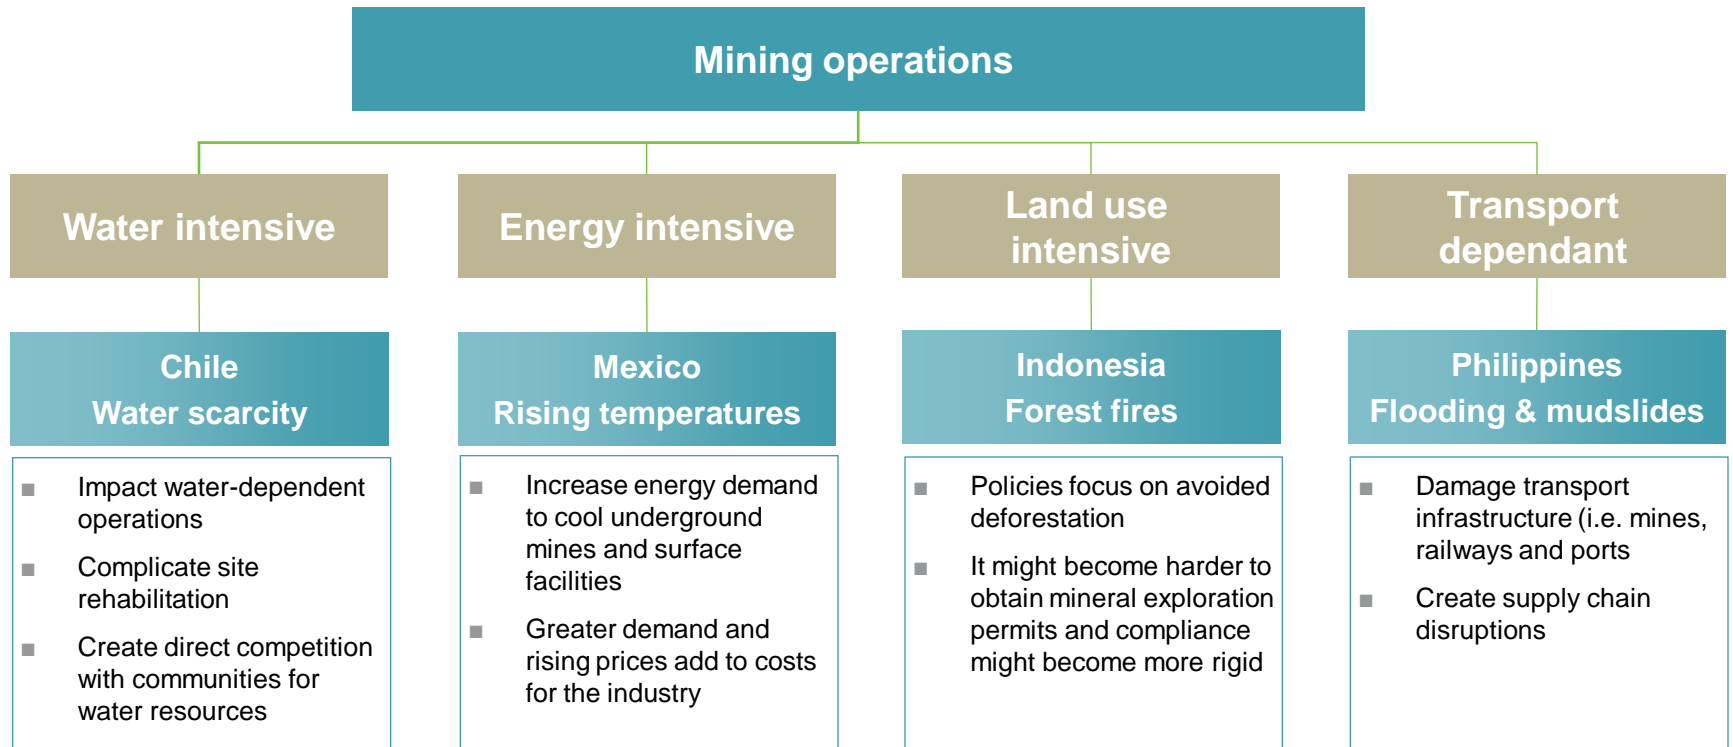 Mining operations
Water intensive
Energy intensive
Land use
intensive
Transport
dependant
Chile
Water scarcity
Mexico
Rising temperatures
Indonesia
Forest fires
Philippines
Flooding & mudslides
■ Impact water-dependent
operations
■ Complicate site
rehabilitation
■ Create direct competition
with communities for
water resources
■ Increase energy demand
to cool underground
mines and surface
facilities
■ Greater demand and
rising prices add to costs
for the industry
■ Policies focus on avoided
deforestation
■ It might become harder to
obtain mineral exploration
permits and compliance
might become more rigid
■ Damage transport
infrastructure (i.e. mines,
railways and ports
■ Create supply chain
disruptions